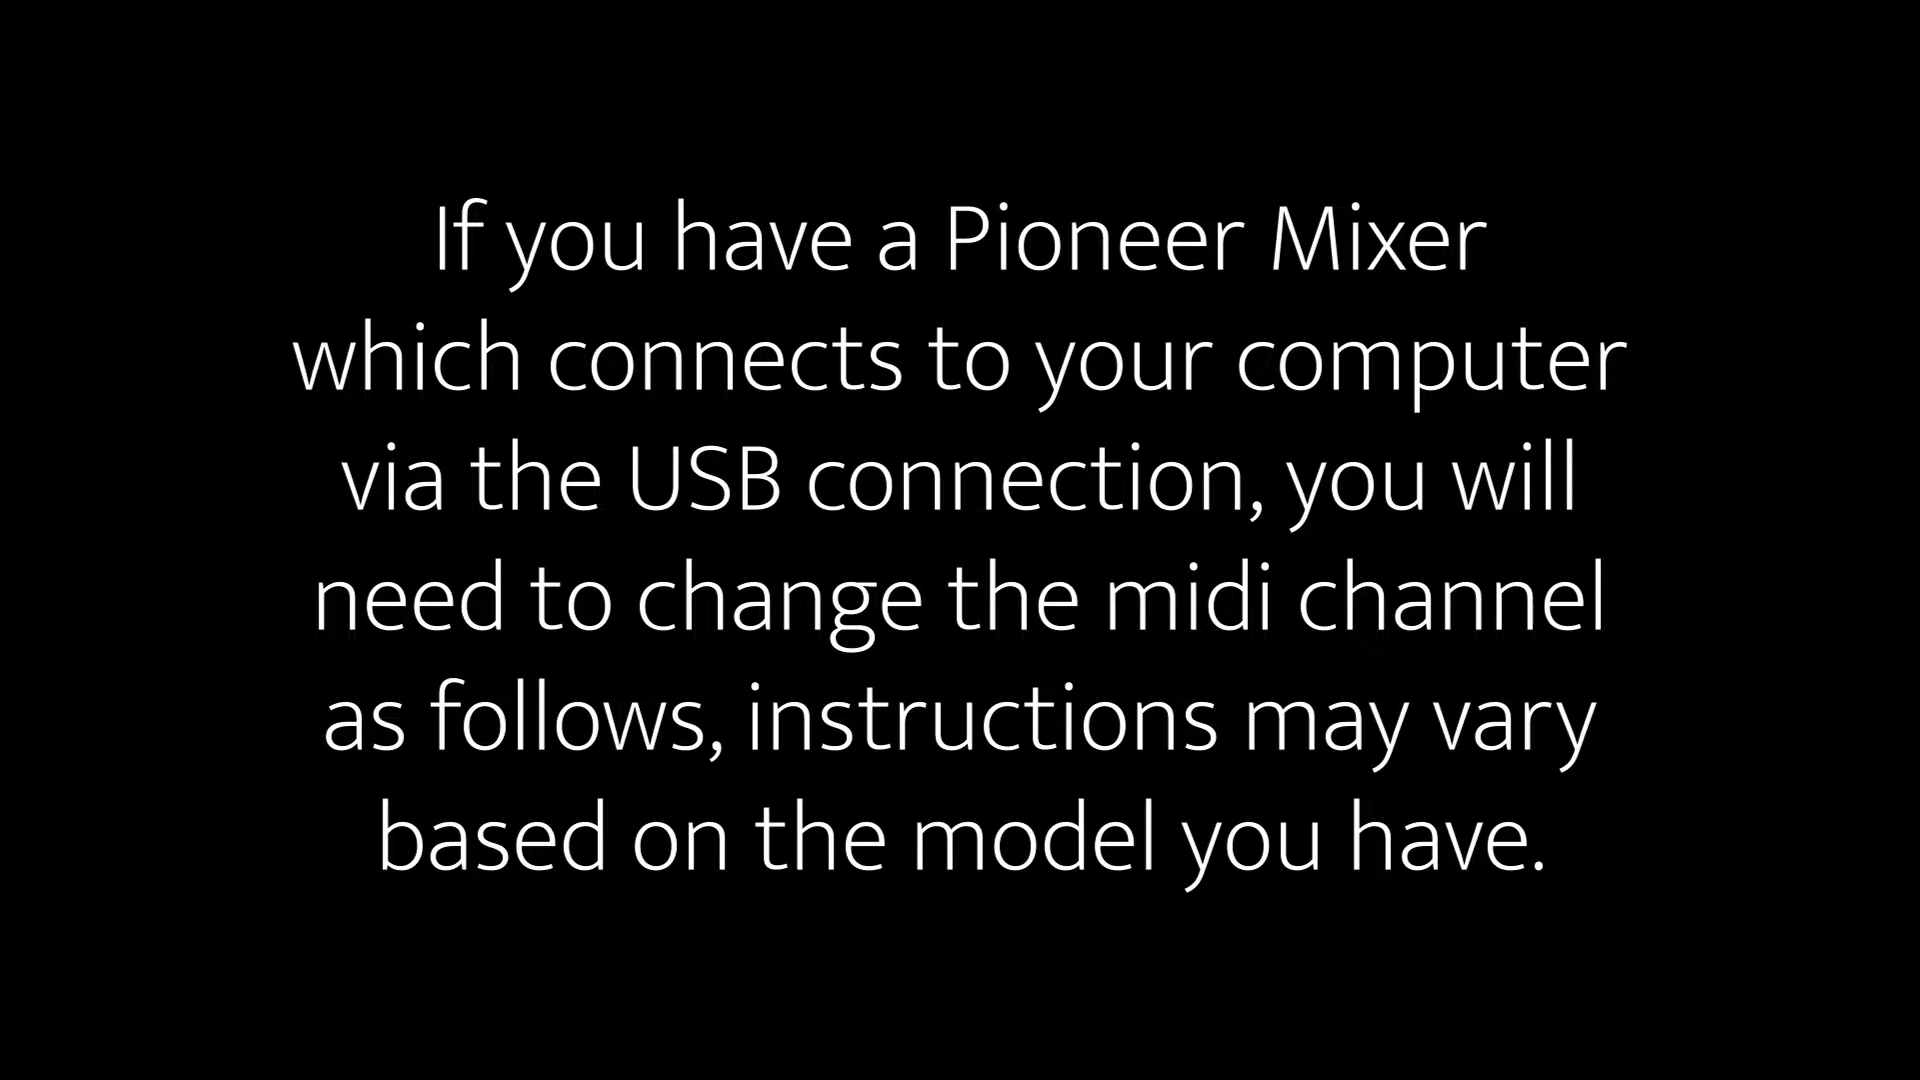 If you have a Pioneer Mixer
which connects to your computer
via the USB connection, you will
need to change the midi channel
as follows, instructions may vary
based on the model you have.